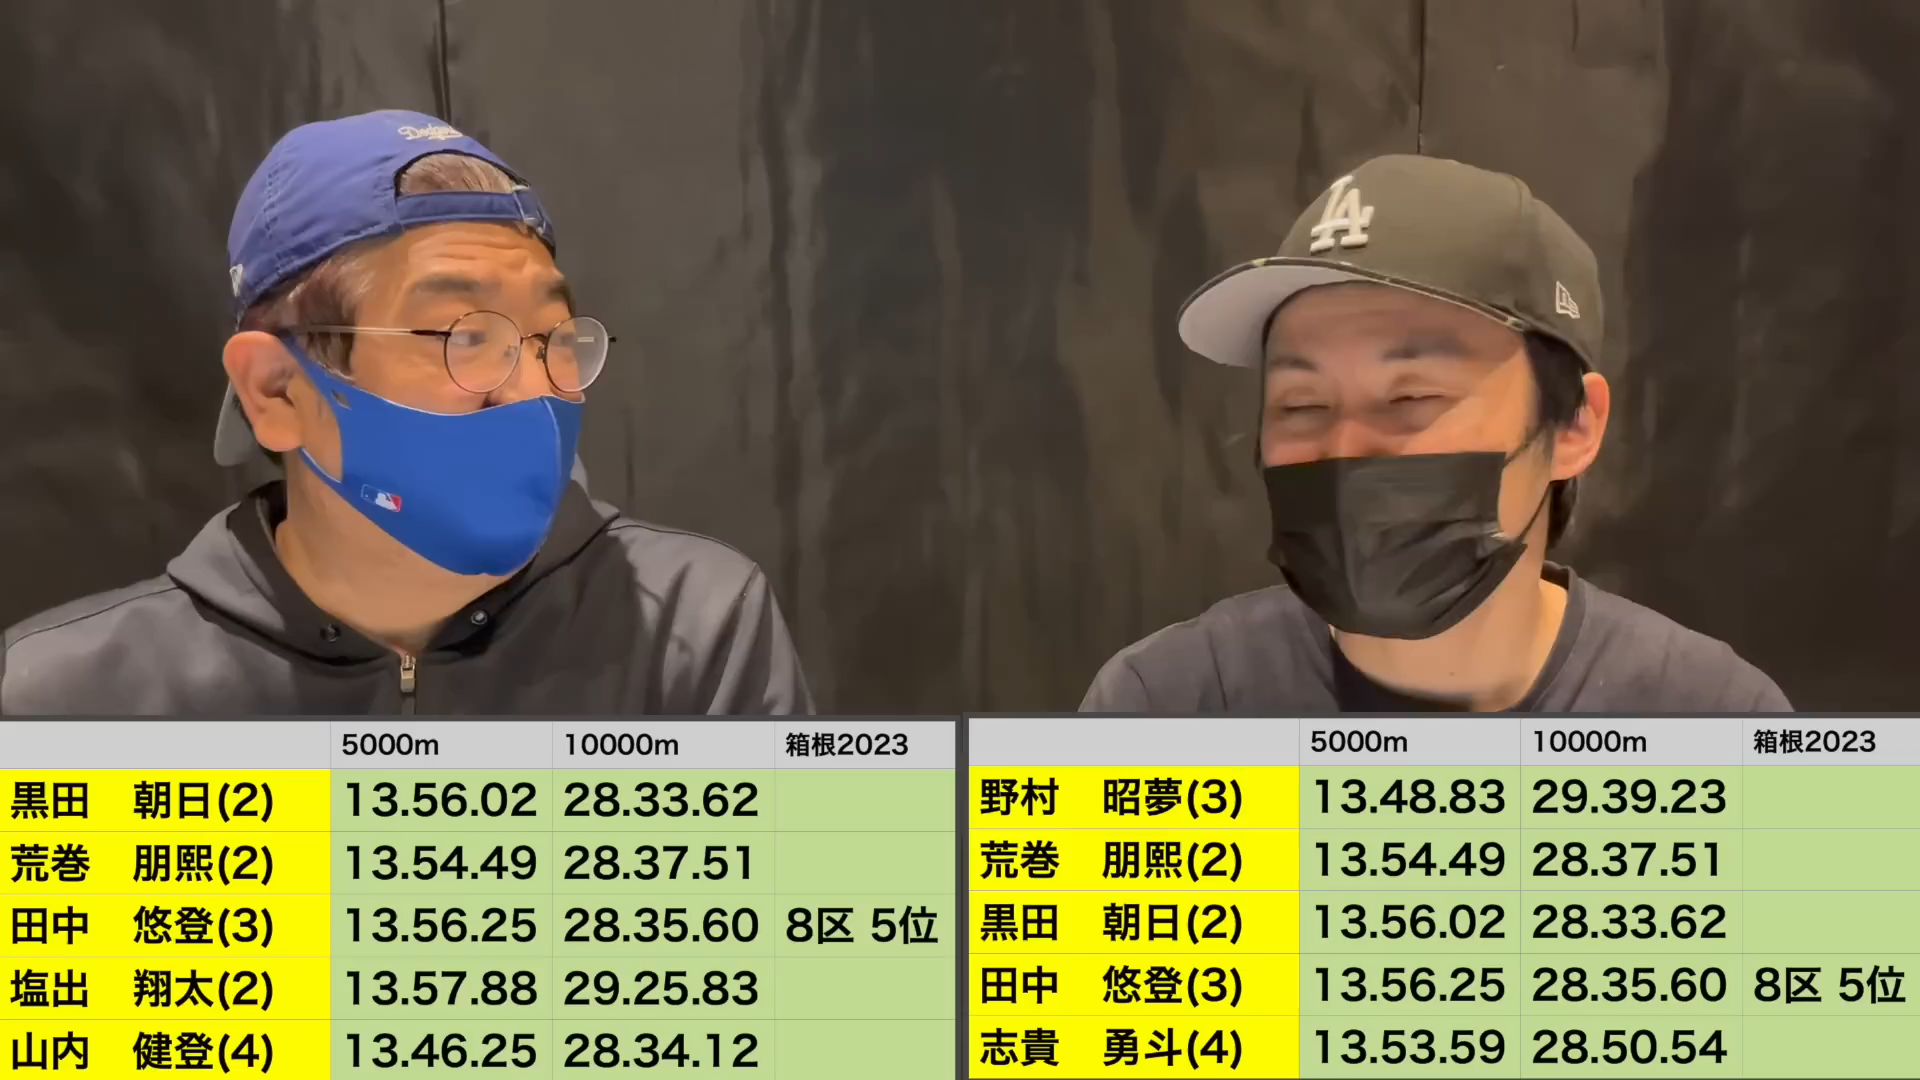 Dodgers
LA
5000m 10000m 箱根2023
黒田 朝日(2) 13.56.02 28.33.62
荒巻 朋熙(2) 13.54.49 28.37.51
田中 悠登(3) 13.56.25 28.35.60 8区 5位
塩出 翔太(2) 13.57.88 29.25.83
山内 健登(4) 13.46.25 28.34.12
5000m 10000m 箱根2023
野村 昭夢(3) 13.48.83 29.39.23
荒巻 朋熙(2) 13.54.49 28.37.51
黒田 朝日(2) 13.56.02 28.33.62
田中 悠登(3) 13.56.25 28.35.60 8区 5位
志貴 勇斗(4) 13.53.59 28.50.54